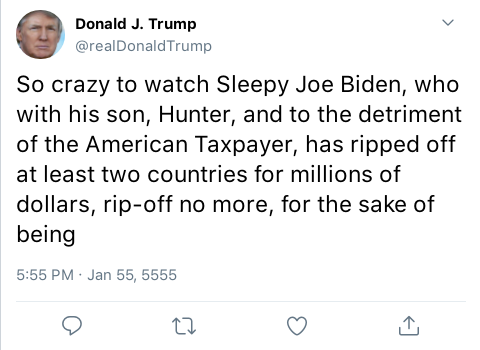 Donald J. Trump
@realDonaldTrump
So crazy to watch Sleepy Joe Biden, who
with his son, Hunter, and to the detriment
of the American Taxpayer, has ripped off
at least two countries for millions of
dollars, rip-off no more, for the sake of
being
5:55 PM · Jan 55, 5555